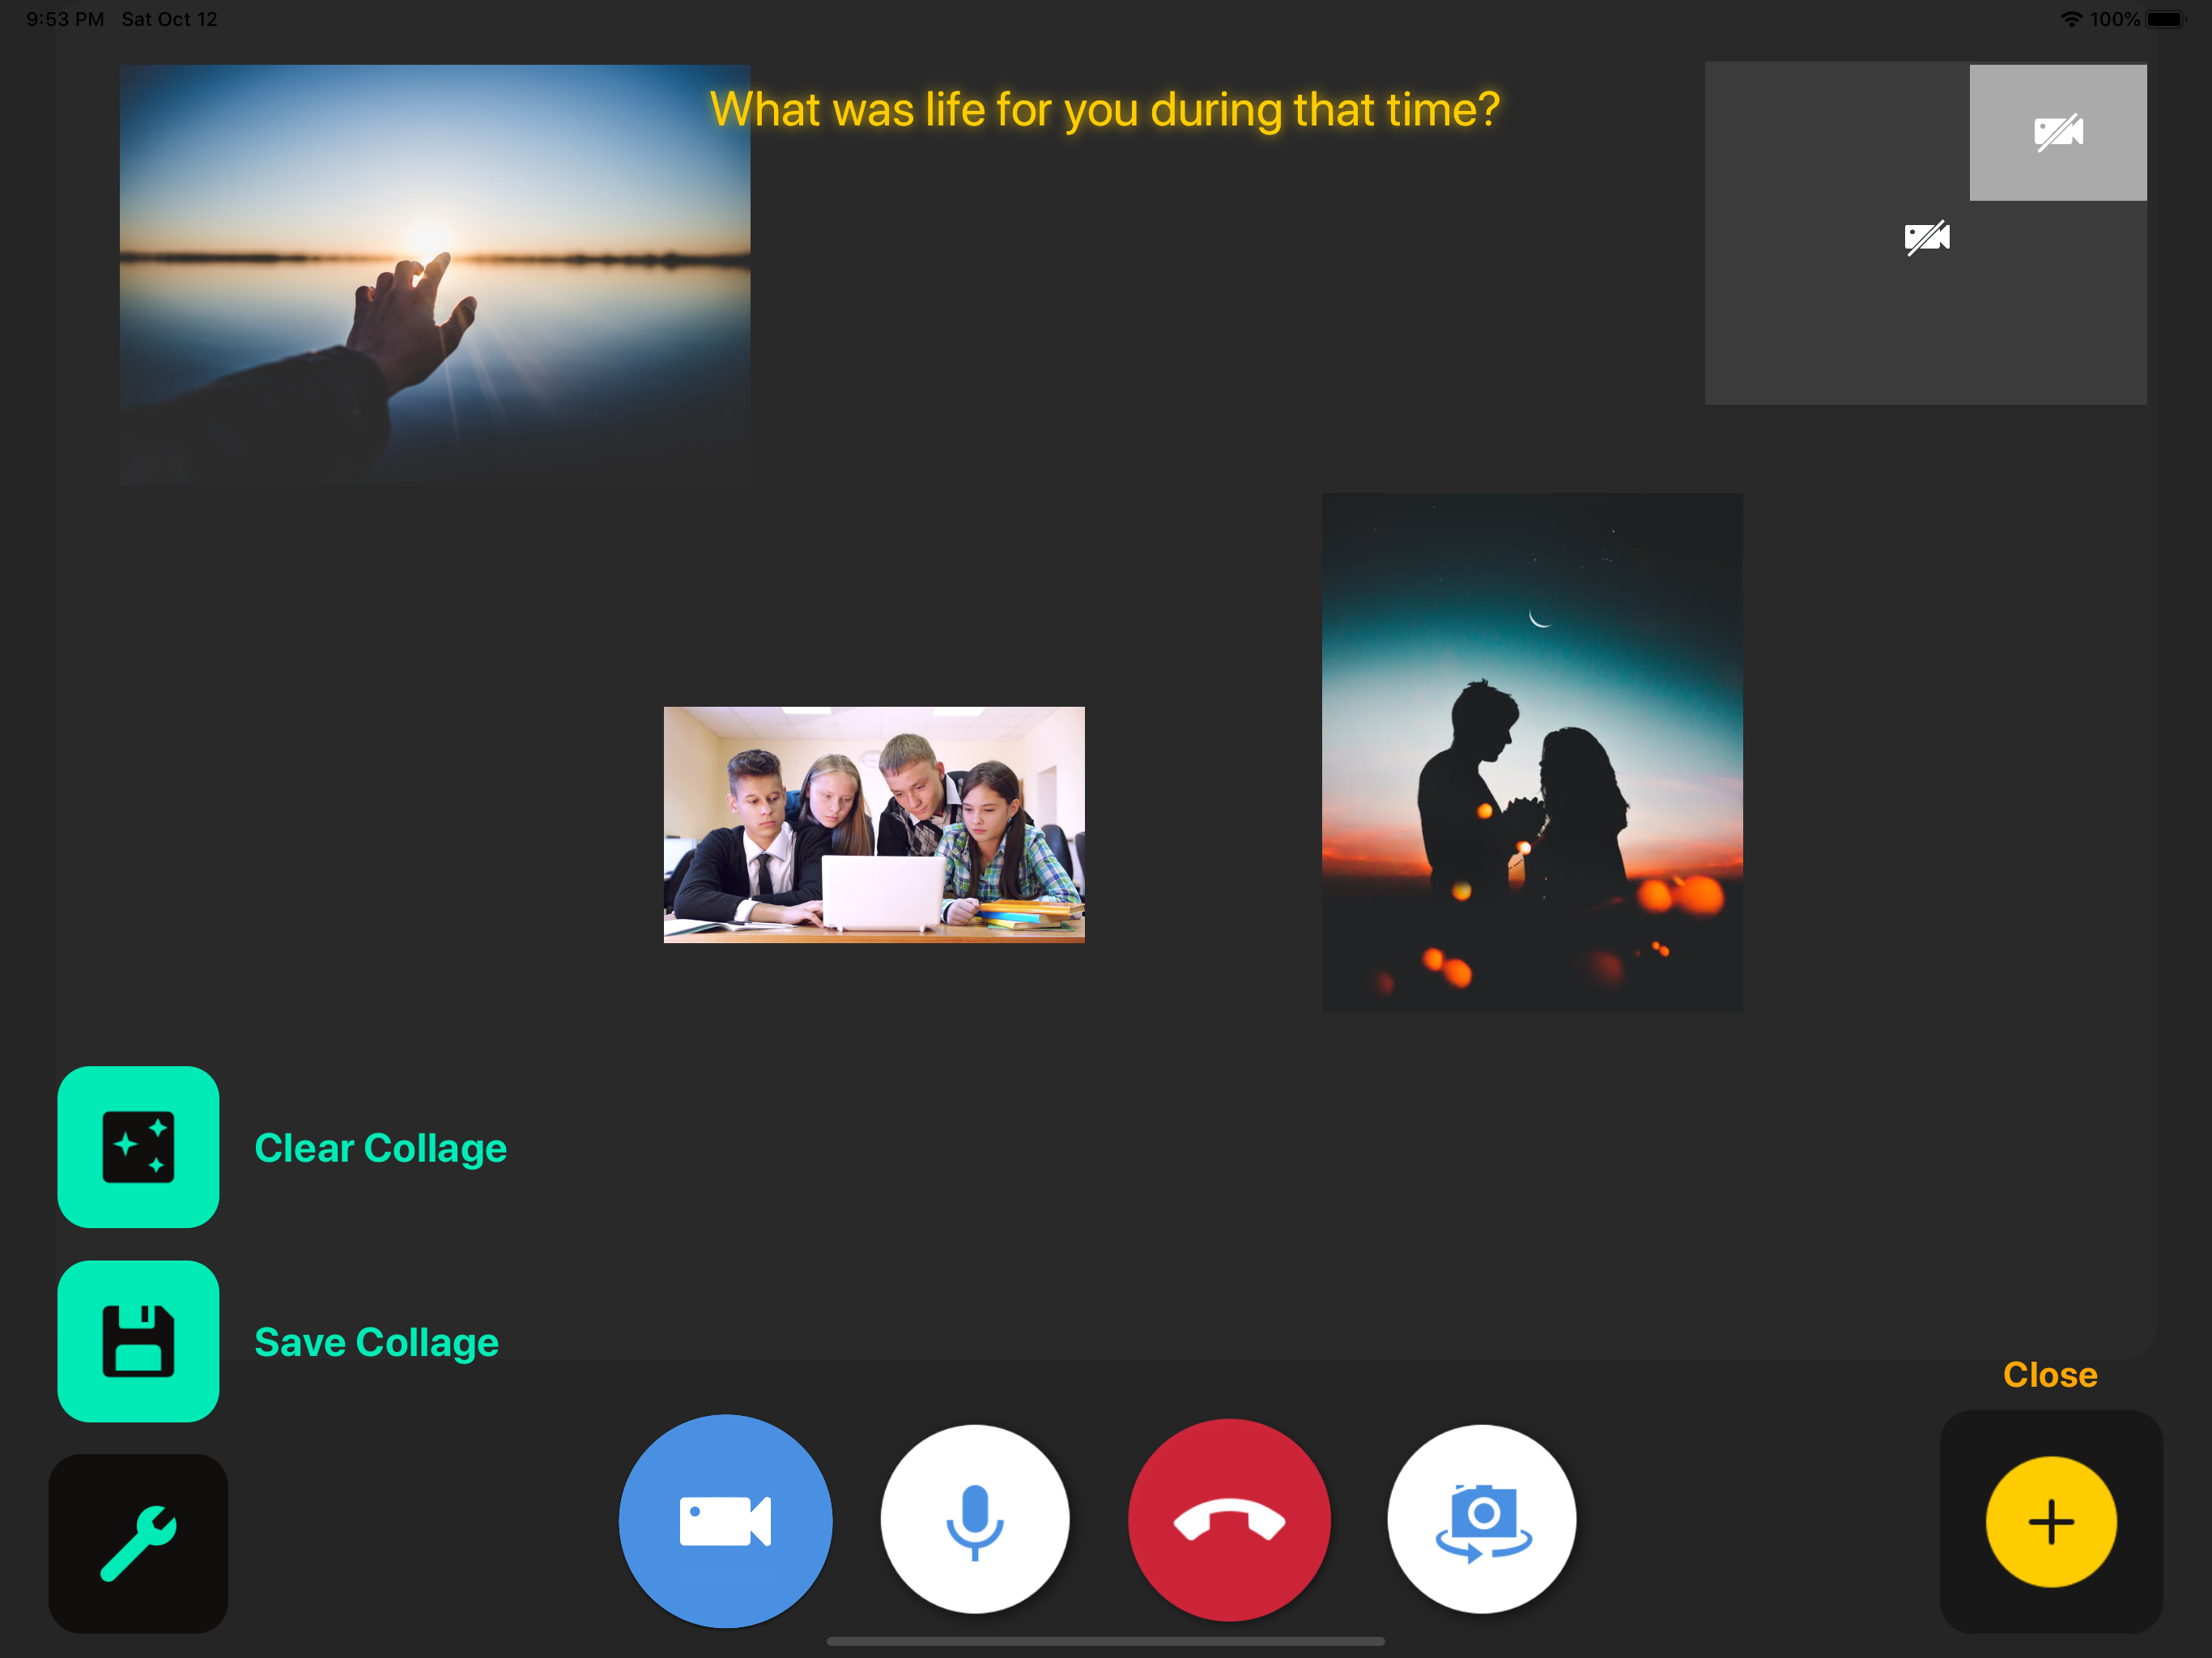 9:53 PM Sat Oct 12
100%
What was life for you during that time?
Clear Collage
Save Collage
Close